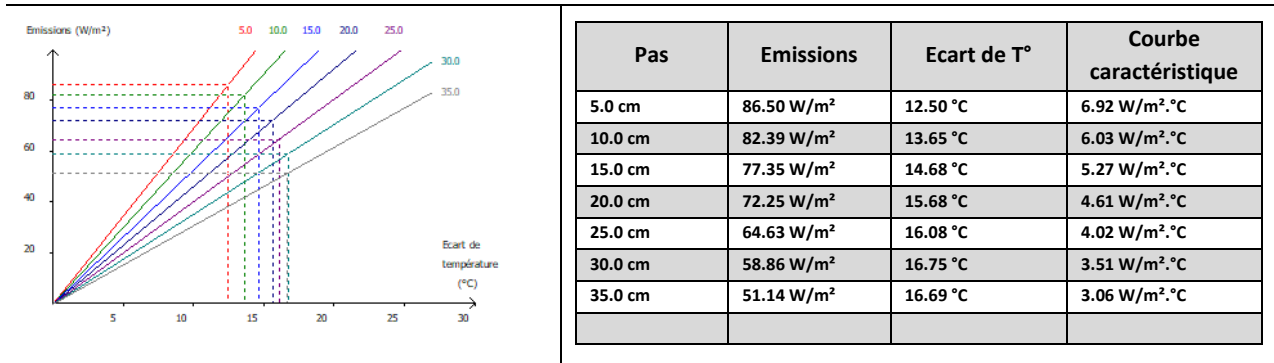 Emissions (W/m²)
5.0 10.0 15.0 20.0 25.0
30.0
35.0
80
60
40
20
Ecart de
température
(°C)
5 10 15 20 25 30
Pas Emissions Ecart de T° Courbe
caractéristique
5.0 cm 86.50 W/m² 12.50 °C 6.92 W/m².°C
10.0 cm 82.39 W/m² 13.65 °C 6.03 W/m².°C
15.0 cm 77.35 W/m² 14.68 °C 5.27 W/m².°C
20.0 cm 72.25 W/m² 15.68 °C 4.61 W/m².°C
25.0 cm 64.63 W/m² 16.08 °C 4.02 W/m².°C
30.0 cm 58.86 W/m² 16.75 °C 3.51 W/m².°C
35.0 cm 51.14 W/m² 16.69 °C 3.06 W/m².°C